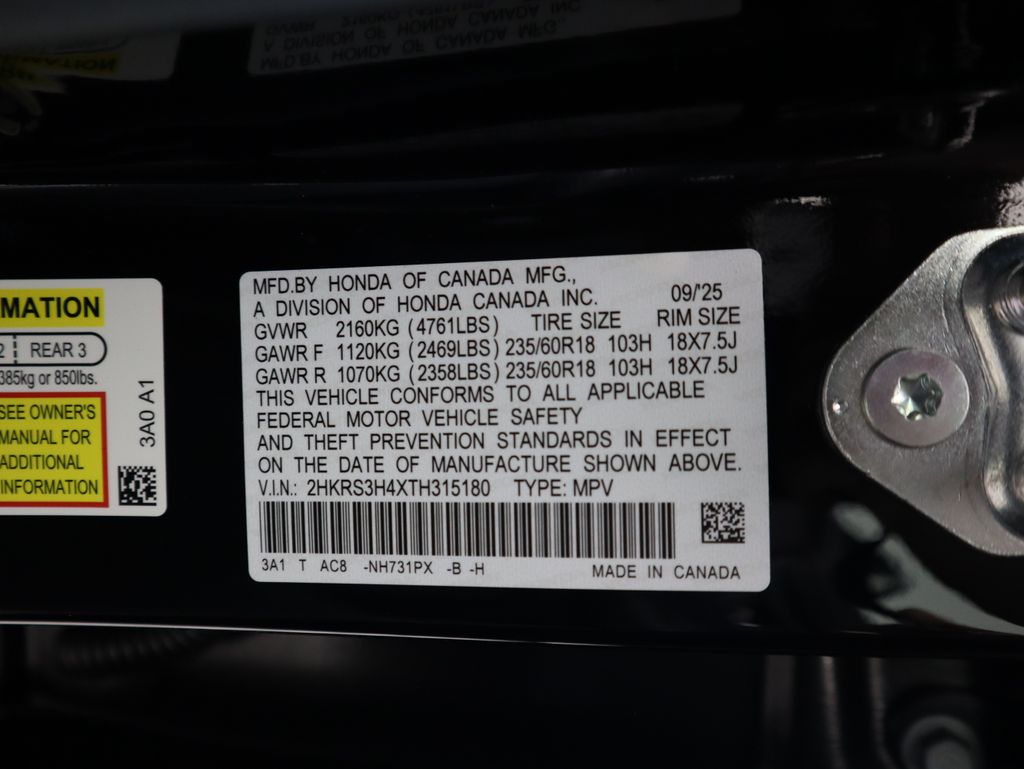 MATION
2 REAR 3
385kg or 850lbs.
SEE OWNER'S
MANUAL FOR
ADDITIONAL
INFORMATION
3A0 A1
MFD.BY HONDA OF CANADA MFG.,
A DIVISION OF HONDA CANADA INC. 09/'25
GVWR 2160KG (4761LBS) TIRE SIZE RIM SIZE
GAWR F 1120KG (2469LBS) 235/60R18 103H 18X7.5J
GAWR R 1070KG (2358LBS) 235/60R18 103H 18X7.5J
THIS VEHICLE CONFORMS TO ALL APPLICABLE
FEDERAL MOTOR VEHICLE SAFETY
AND THEFT PREVENTION STANDARDS IN EFFECT
ON THE DATE OF MANUFACTURE SHOWN ABOVE.
V.I.N.: 2HKRS3H4XTH315180 TYPE: MPV
3A1 T AC8 -NH731PX -B -H MADE IN CANADA